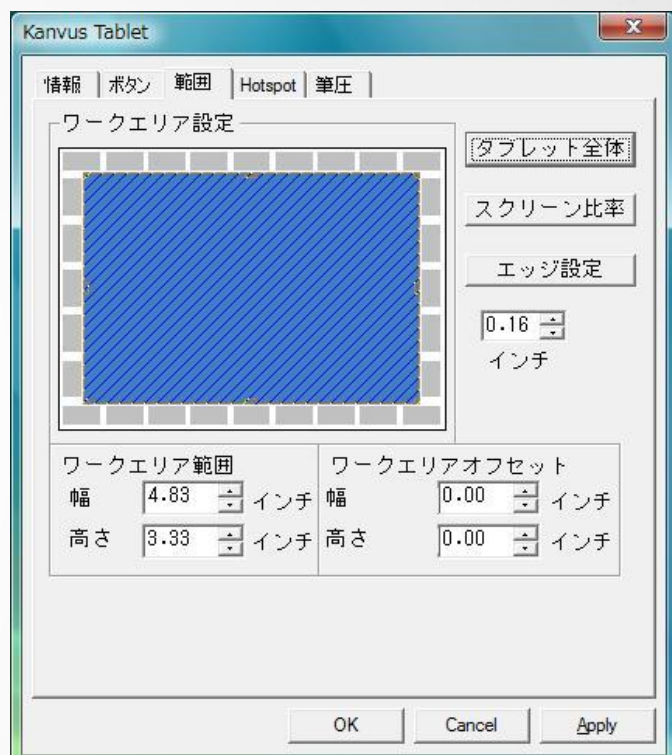 Kanvus Tablet
情報 ボタン 範囲 Hotspot 筆圧
ワークエリア設定
タブレット全体
スクリーン比率
エッジ設定
0.16
インチ
ワークエリア範囲
幅 4.83 インチ
高さ 3.33 インチ
ワークエリアオフセット
幅 0.00 インチ
高さ 0.00 インチ
OK Cancel Apply